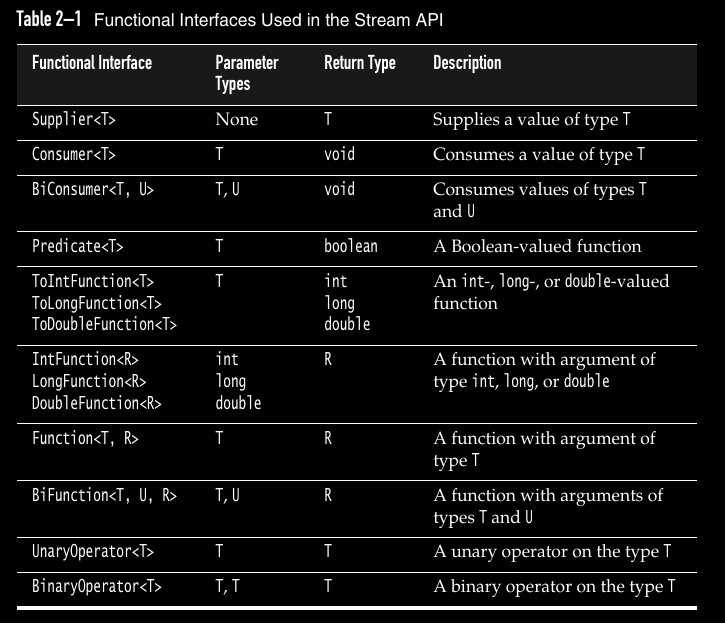 Table 2–1 Functional Interfaces Used in the Stream API
Functional Interface Parameter Types Return Type Description
Supplier<T> None T Supplies a value of type T
Consumer<T> T void Consumes a value of type T
BiConsumer<T, U> T, U void Consumes values of types T
and U
Predicate<T> T boolean A Boolean-valued function
ToIntFunction<T> T int An int-, long-, or double-valued
ToLongFunction<T> long function
ToDoubleFunction<T> double
IntFunction<R> int R A function with argument of
LongFunction<R> long type int, long, or double
DoubleFunction<R> double
Function<T, R> T R A function with argument of
type T
BiFunction<T, U, R> T, U R A function with arguments of
types T and U
UnaryOperator<T> T T A unary operator on the type T
BinaryOperator<T> T, T T A binary operator on the type T